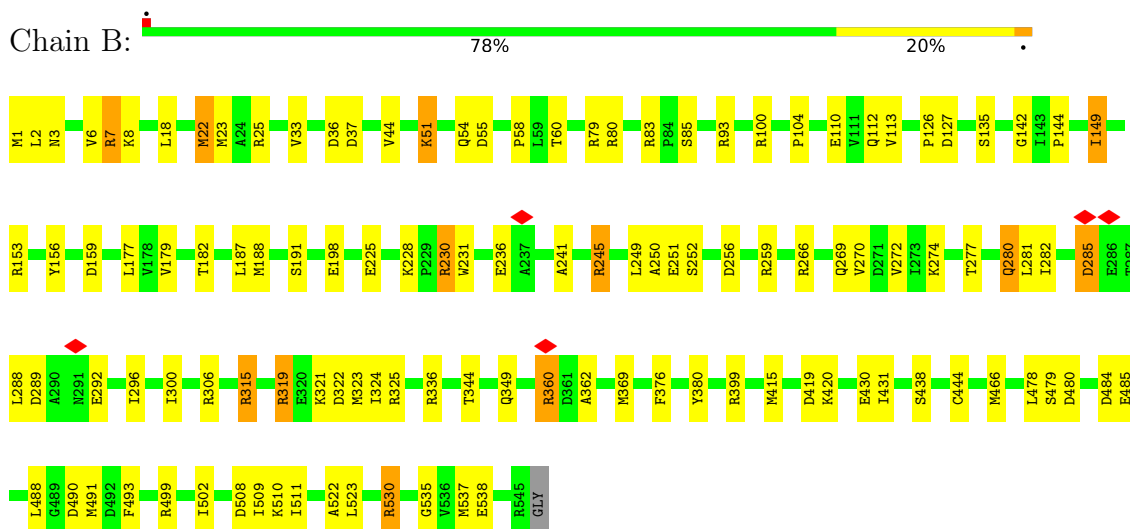 Chain B:
78% 20%
M1 L2 N3 V6 R7 K8 L18 M22 M23 A24 R25 V33 D36 D37 V44 K51 Q54 D55 P58 L59 T60 R79 R80 R83 P84 S85 R93 R100 P104 E110 V111 Q112 V113 P126 D127 S135 G142 I143 P144 I149
R153 Y156 D159 L177 V178 V179 T182 L187 M188 S191 E198 E225 K228 P229 R230 W231 E236 A237 A241 R245 L249 A250 E251 S252 D256 R259 R266 Q269 V270 D271 V272 I273 K274 T277 Q280 L281 I282 D285 E286 T287
L288 D289 A290 N291 E292 I296 I300 R306 R315 R319 E320 K321 D322 M323 I324 R325 R336 T344 Q349 R360 D361 A362 M369 F376 Y380 R399 M415 D419 K420 E430 I431 S438 C444 M466 L478 S479 D480 D484 E485
L488 G489 D490 M491 D492 F493 R499 I502 D508 I509 K510 I511 A522 L523 R530 G535 V536 M537 E538 R545 GLY